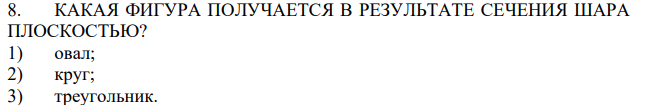 8. КАКАЯ ФИГУРА ПОЛУЧАЕТСЯ В РЕЗУЛЬТАТЕ СЕЧЕНИЯ ШАРА
ПЛОСКОСТЬЮ?
1) овал;
2) круг;
3) треугольник.